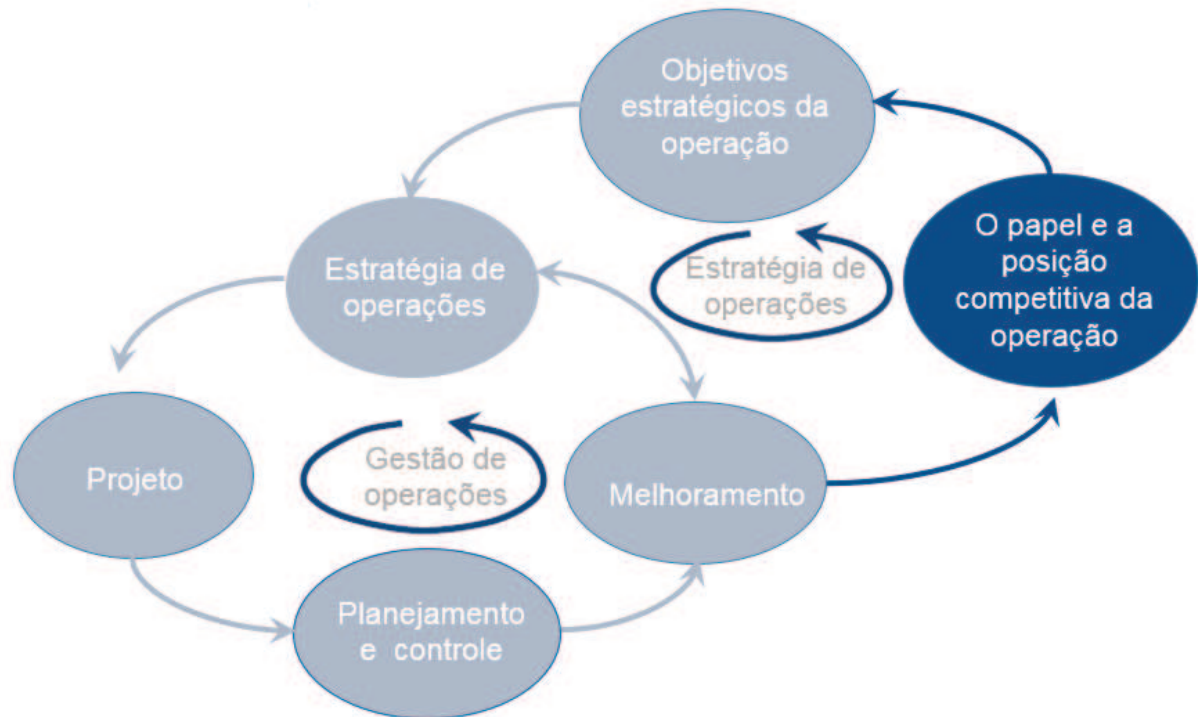 Objetivos
estratégicos da
operação
O papel e a
posição
competitiva da
operação
Estratégia de
operações
Estratégia de
operações
Projeto
Gestão de
operações
Melhoramento
Planejamento
e controle